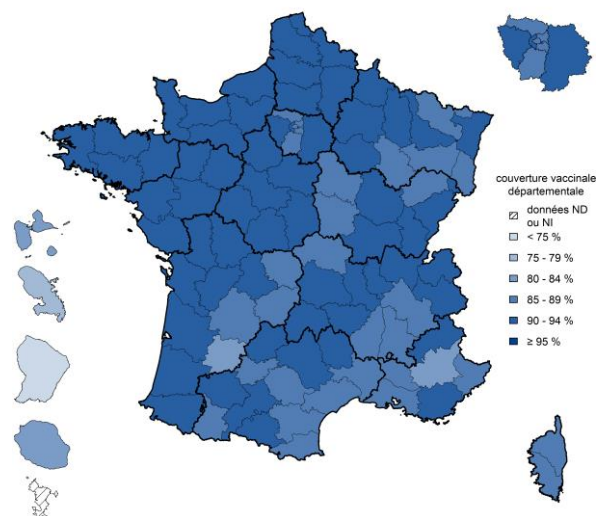 couverture vaccinale
départementale
données ND
ou NI
< 75 %
75 - 79 %
80 - 84 %
85 - 89 %
90 - 94 %
≥ 95 %